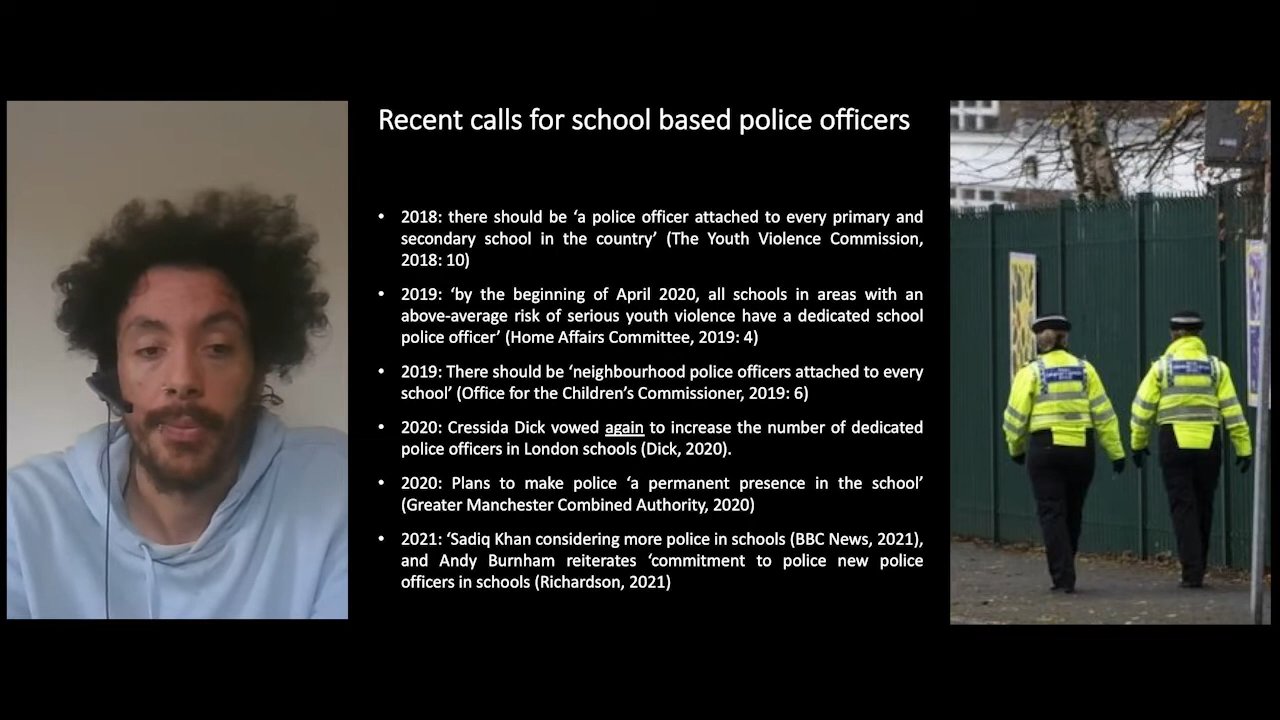 Recent calls for school based police officers
• 2018: there should be ‘a police officer attached to every primary and
secondary school in the country’ (The Youth Violence Commission,
2018: 10)
• 2019: ‘by the beginning of April 2020, all schools in areas with an
above-average risk of serious youth violence have a dedicated school
police officer’ (Home Affairs Committee, 2019: 4)
• 2019: There should be ‘neighbourhood police officers attached to every
school’ (Office for the Children’s Commissioner, 2019: 6)
• 2020: Cressida Dick vowed again to increase the number of dedicated
police officers in London schools (Dick, 2020).
• 2020: Plans to make police ‘a permanent presence in the school’
(Greater Manchester Combined Authority, 2020)
• 2021: ‘Sadiq Khan considering more police in schools (BBC News, 2021),
and Andy Burnham reiterates ‘commitment to police new police
officers in schools (Richardson, 2021)